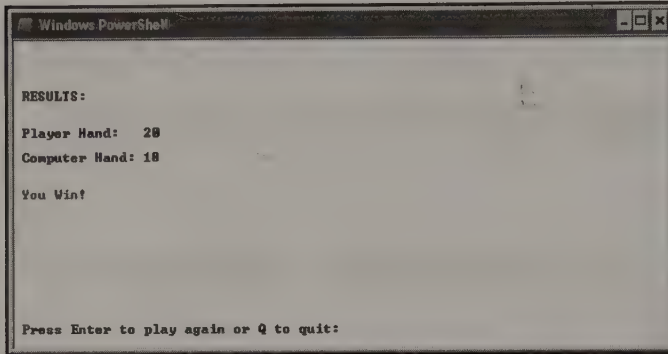 Windows PowerShell
RESULTS:
Player Hand: 20
Computer Hand: 18
You Win!
Press Enter to play again or Q to quit: